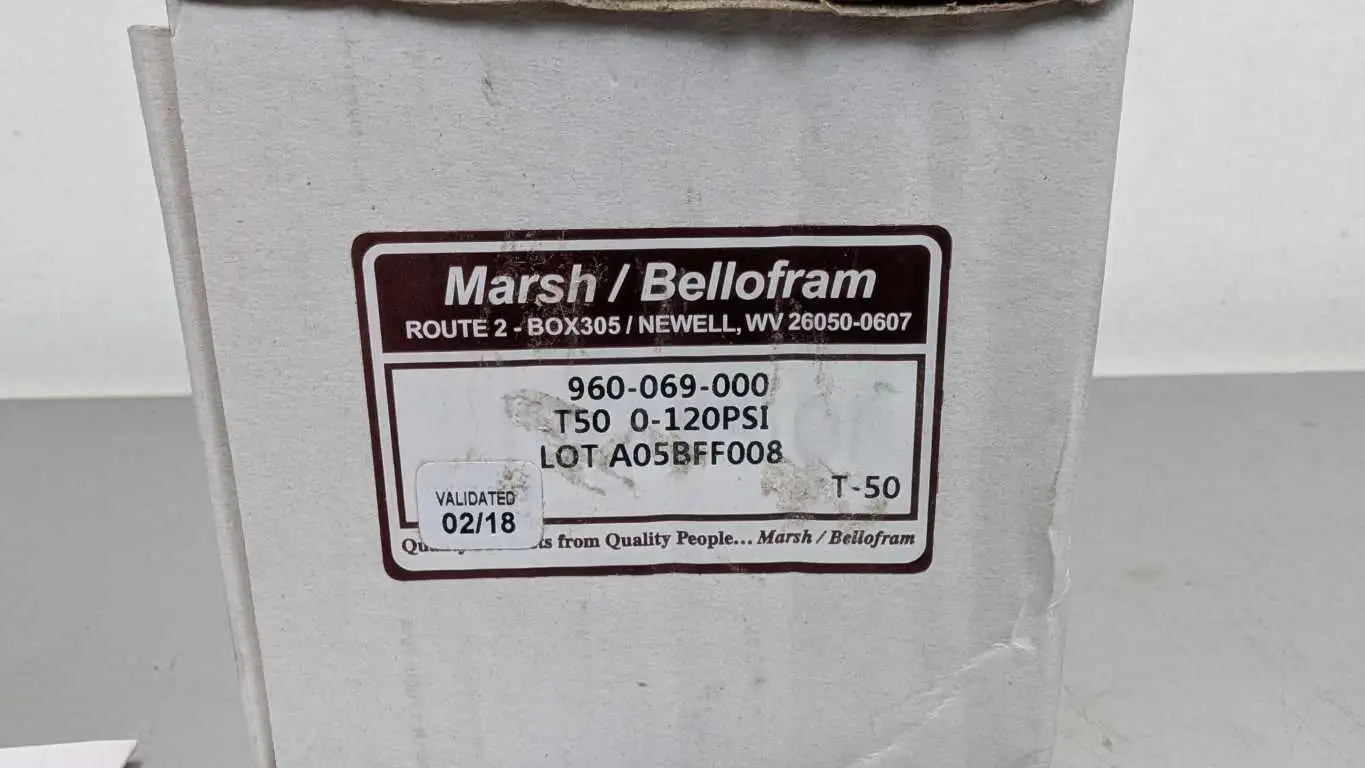 Marsh / Bellofram
ROUTE 2 - BOX305 / NEWELL, WV 26050-0607
960-069-000
T50 0-120PSI
LOT A05BFF008
T-50
VALIDATED
02/18
from Quality People... Marsh / Bellofram